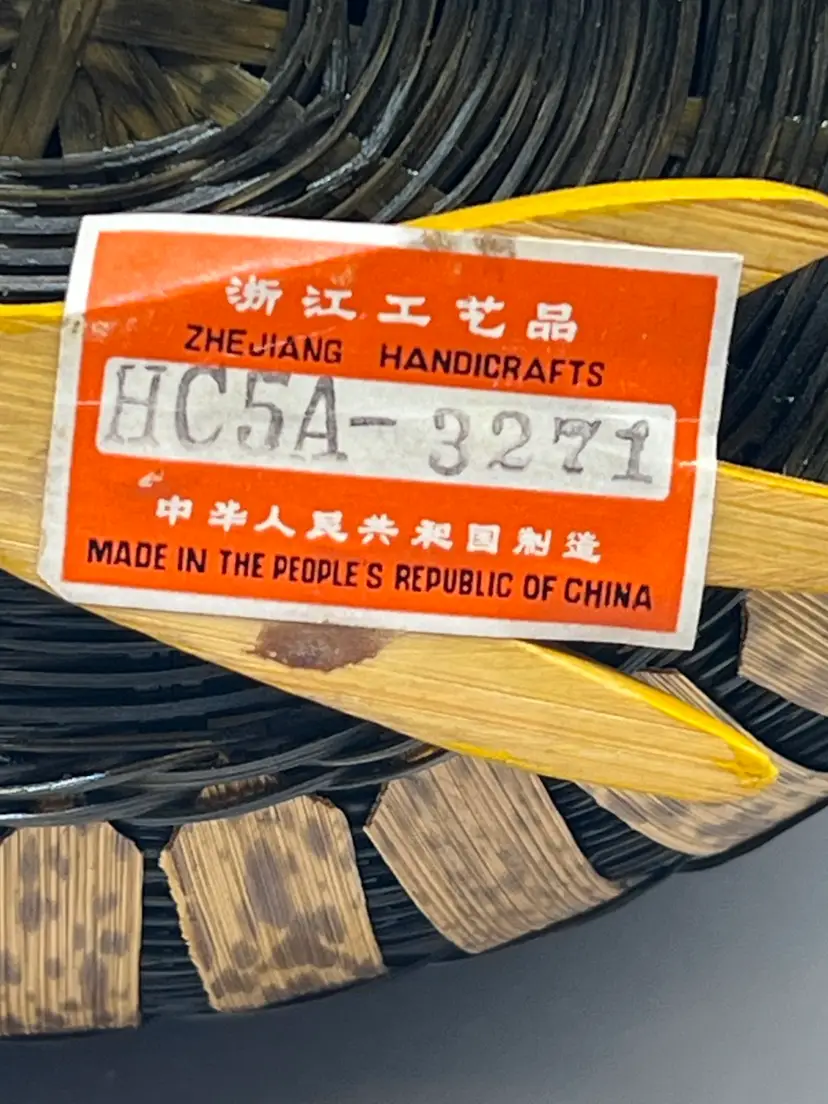 浙江工艺品
ZHEJIANG HANDICRAFTS
HC5A-3271
中华人民共和国制造
MADE IN THE PEOPLE'S REPUBLIC OF CHINA